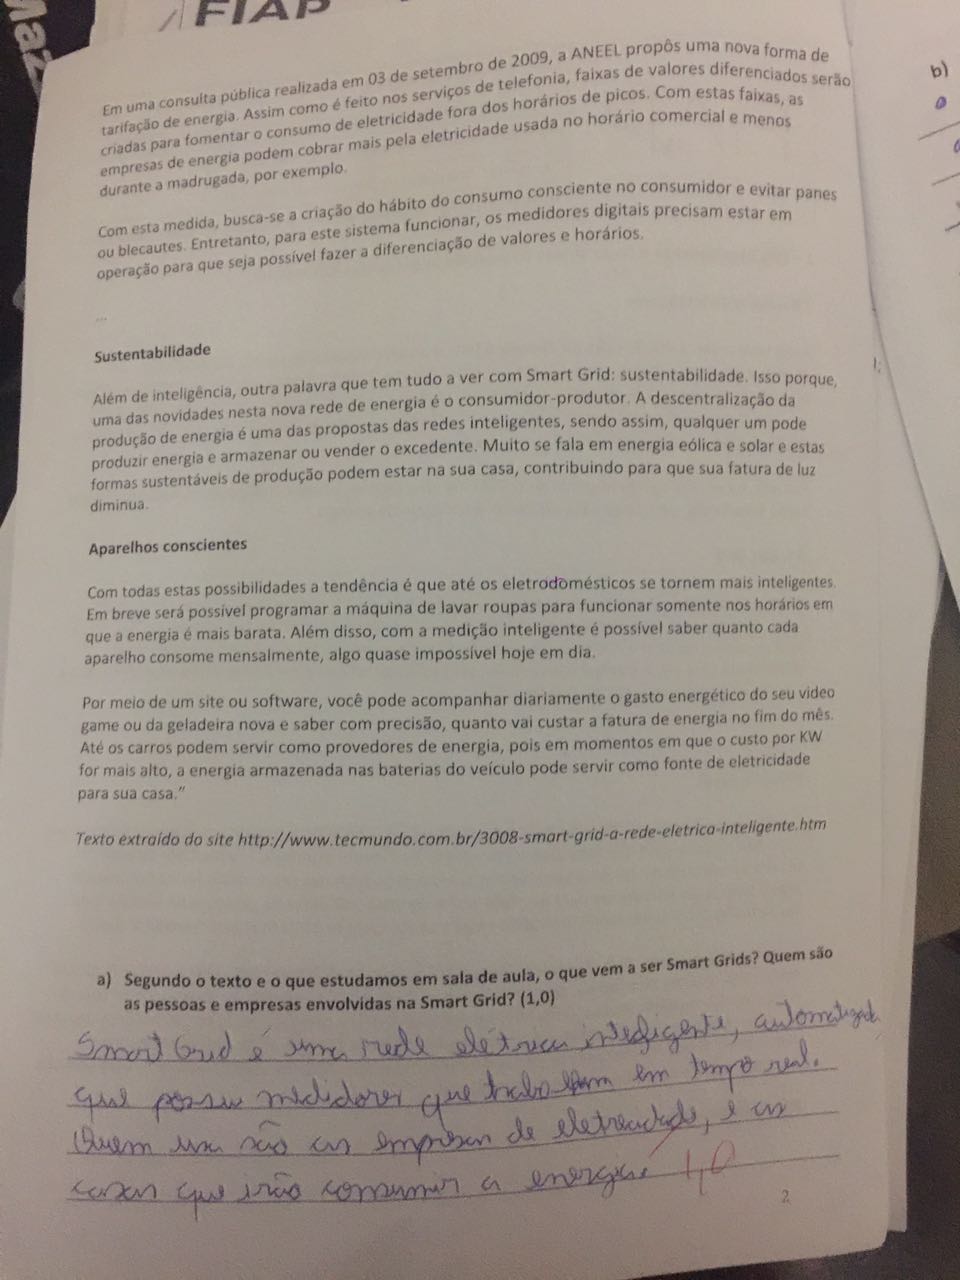 FIAP
Em uma consulta pública realizada em 03 de setembro de 2009, a ANEEL propôs uma nova forma de
tarifação de energia. Assim como é feito nos serviços de telefonia, faixas de valores diferenciados serão
criadas para fomentar o consumo de eletricidade fora dos horários de picos. Com estas faixas, as
empresas de energia podem cobrar mais pela eletricidade usada no horário comercial e menos
durante a madrugada, por exemplo.
Com esta medida, busca-se a criação do hábito do consumo consciente no consumidor e evitar panes
ou blecautes. Entretanto, para este sistema funcionar, os medidores digitais precisam estar em
operação para que seja possível fazer a diferenciação de valores e horários.
...
Sustentabilidade
Além de inteligência, outra palavra que tem tudo a ver com Smart Grid: sustentabilidade. Isso porque,
uma das novidades nesta nova rede de energia é o consumidor-produtor. A descentralização da
produção de energia é uma das propostas das redes inteligentes, sendo assim, qualquer um pode
produzir energia e armazenar ou vender o excedente. Muito se fala em energia eólica e solar e estas
formas sustentáveis de produção podem estar na sua casa, contribuindo para que sua fatura de luz
diminua.
Aparelhos conscientes
Com todas estas possibilidades a tendência é que até os eletrodomésticos se tornem mais inteligentes.
Em breve será possível programar a máquina de lavar roupas para funcionar somente nos horários em
que a energia é mais barata. Além disso, com a medição inteligente é possível saber quanto cada
aparelho consome mensalmente, algo quase impossível hoje em dia.
Por meio de um site ou software, você pode acompanhar diariamente o gasto energético do seu video
game ou da geladeira nova e saber com precisão, quanto vai custar a fatura de energia no fim do mês.
Até os carros podem servir como provedores de energia, pois em momentos em que o custo por KW
for mais alto, a energia armazenada nas baterias do veículo pode servir como fonte de eletricidade
para sua casa.”
Texto extraído do site http://www.tecmundo.com.br/3008-smart-grid-a-rede-eletrica-inteligente.htm
a) Segundo o texto e o que estudamos em sala de aula, o que vem a ser Smart Grids? Quem são
as pessoas e empresas envolvidas na Smart Grid? (1,0)
Smart Grid é uma rede elétrica inteligente, automatizada
que possui medidores que trabalham em tempo real.
Quem usa são as empresas de eletricidade, e as
casas que irão consumir a energia. 1,0
2
b)